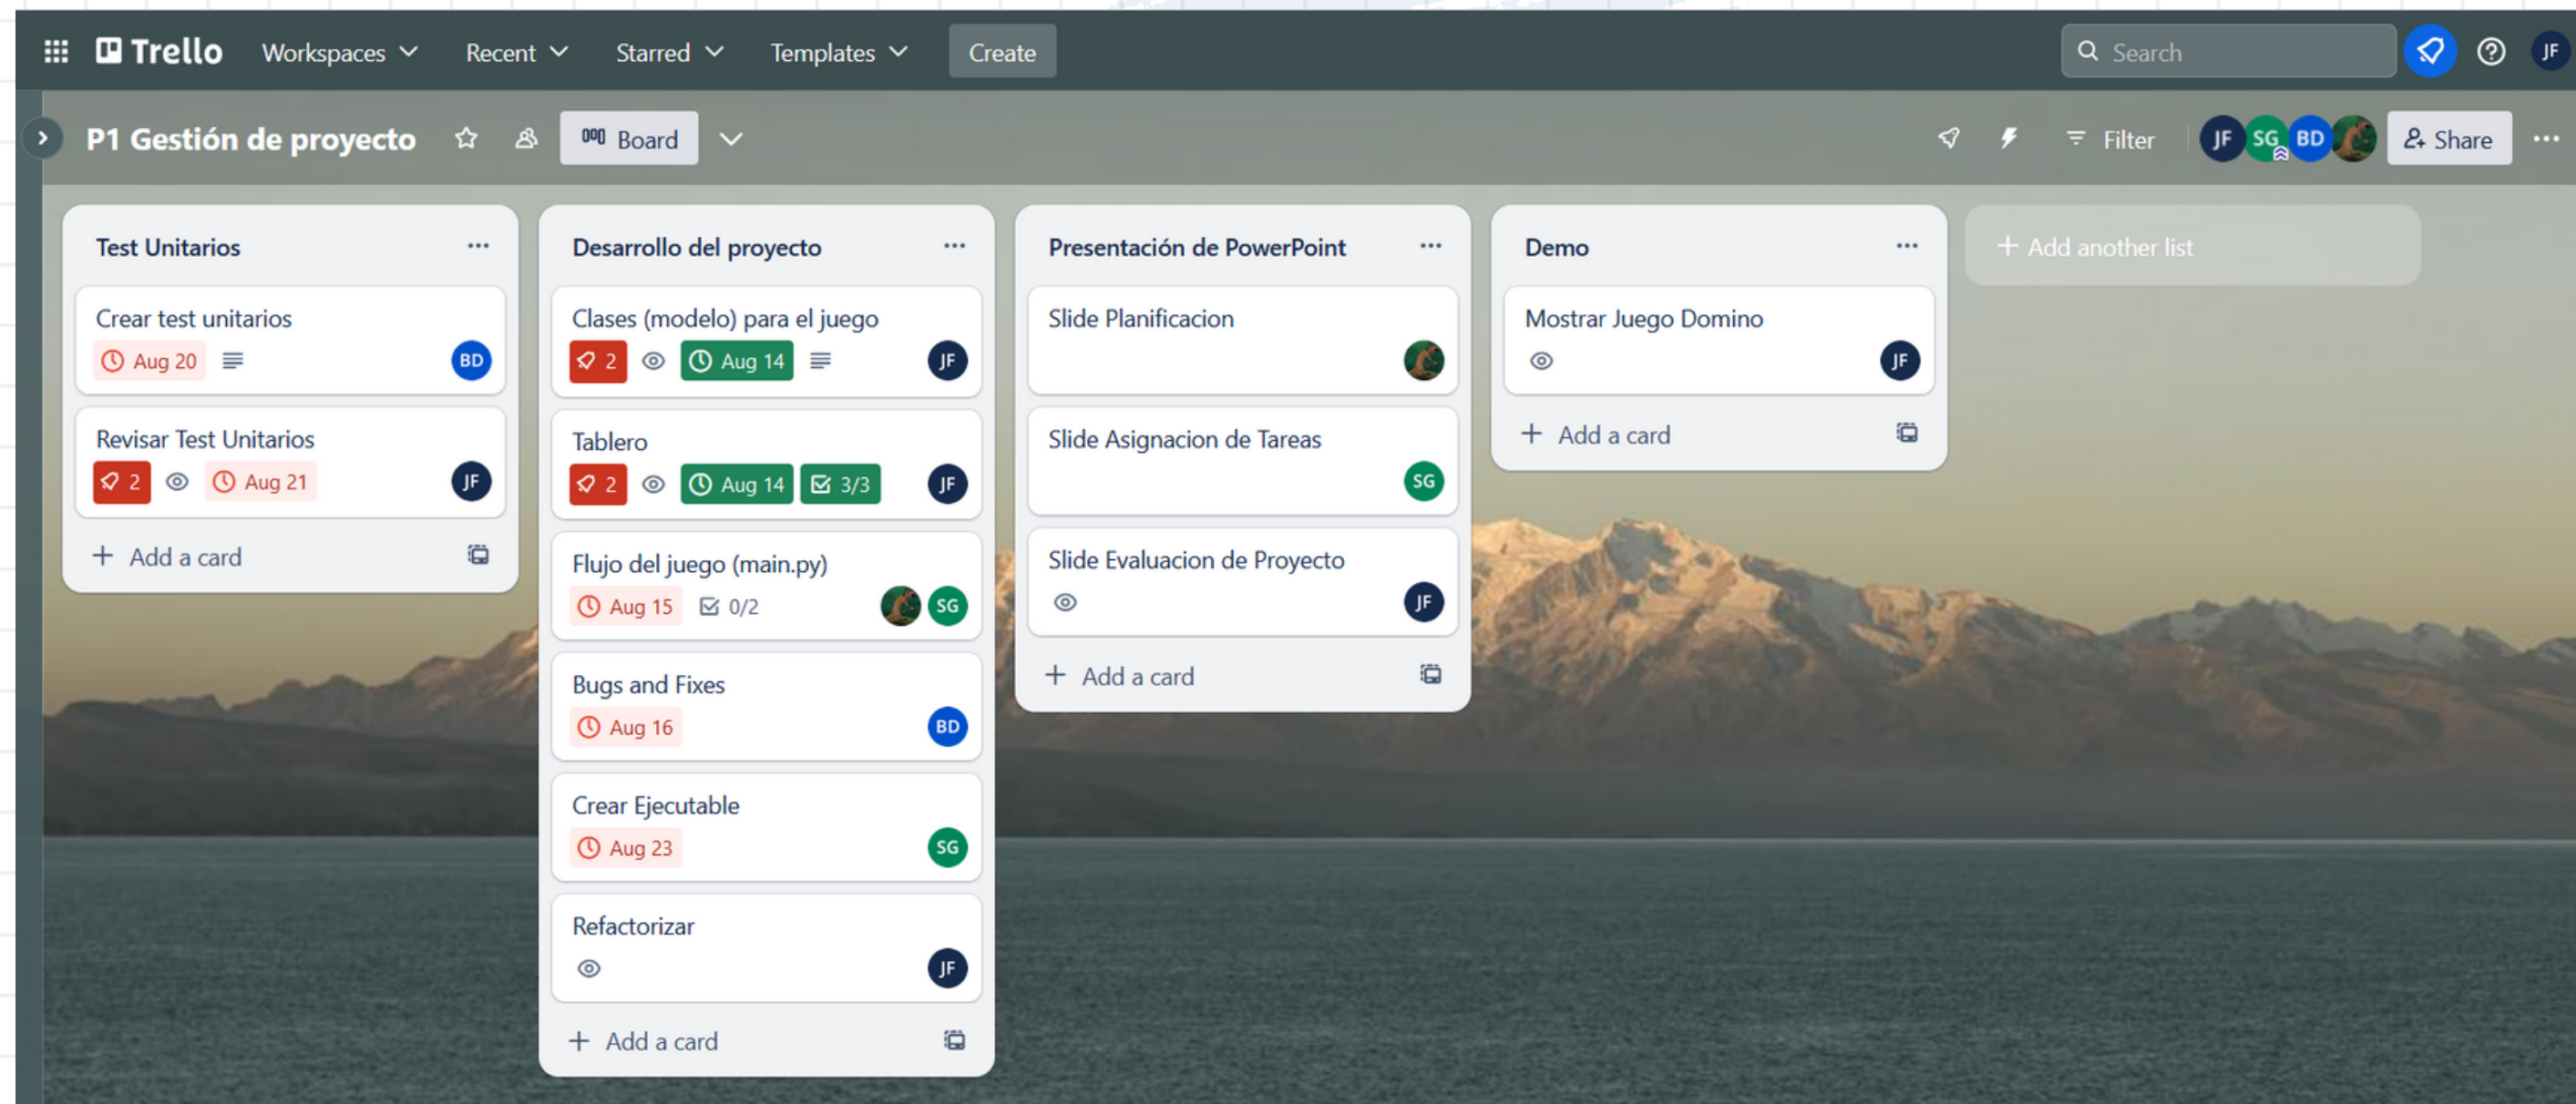 Trello Workspaces Recent Starred Templates Create Search JF
P1 Gestión de proyecto Board Filter JF SG BD Share
Test Unitarios
Crear test unitarios
Aug 20 BD
Revisar Test Unitarios
2 Aug 21 JF
+ Add a card
Desarrollo del proyecto
Clases (modelo) para el juego
2 Aug 14 JF
Tablero
2 Aug 14 3/3 JF
Flujo del juego (main.py)
Aug 15 0/2 SG
Bugs and Fixes
Aug 16 BD
Crear Ejecutable
Aug 23 SG
Refactorizar
JF
+ Add a card
Presentación de PowerPoint
Slide Planificacion
Slide Asignacion de Tareas
SG
Slide Evaluacion de Proyecto
JF
+ Add a card
Demo
Mostrar Juego Domino
JF
+ Add a card
+ Add another list